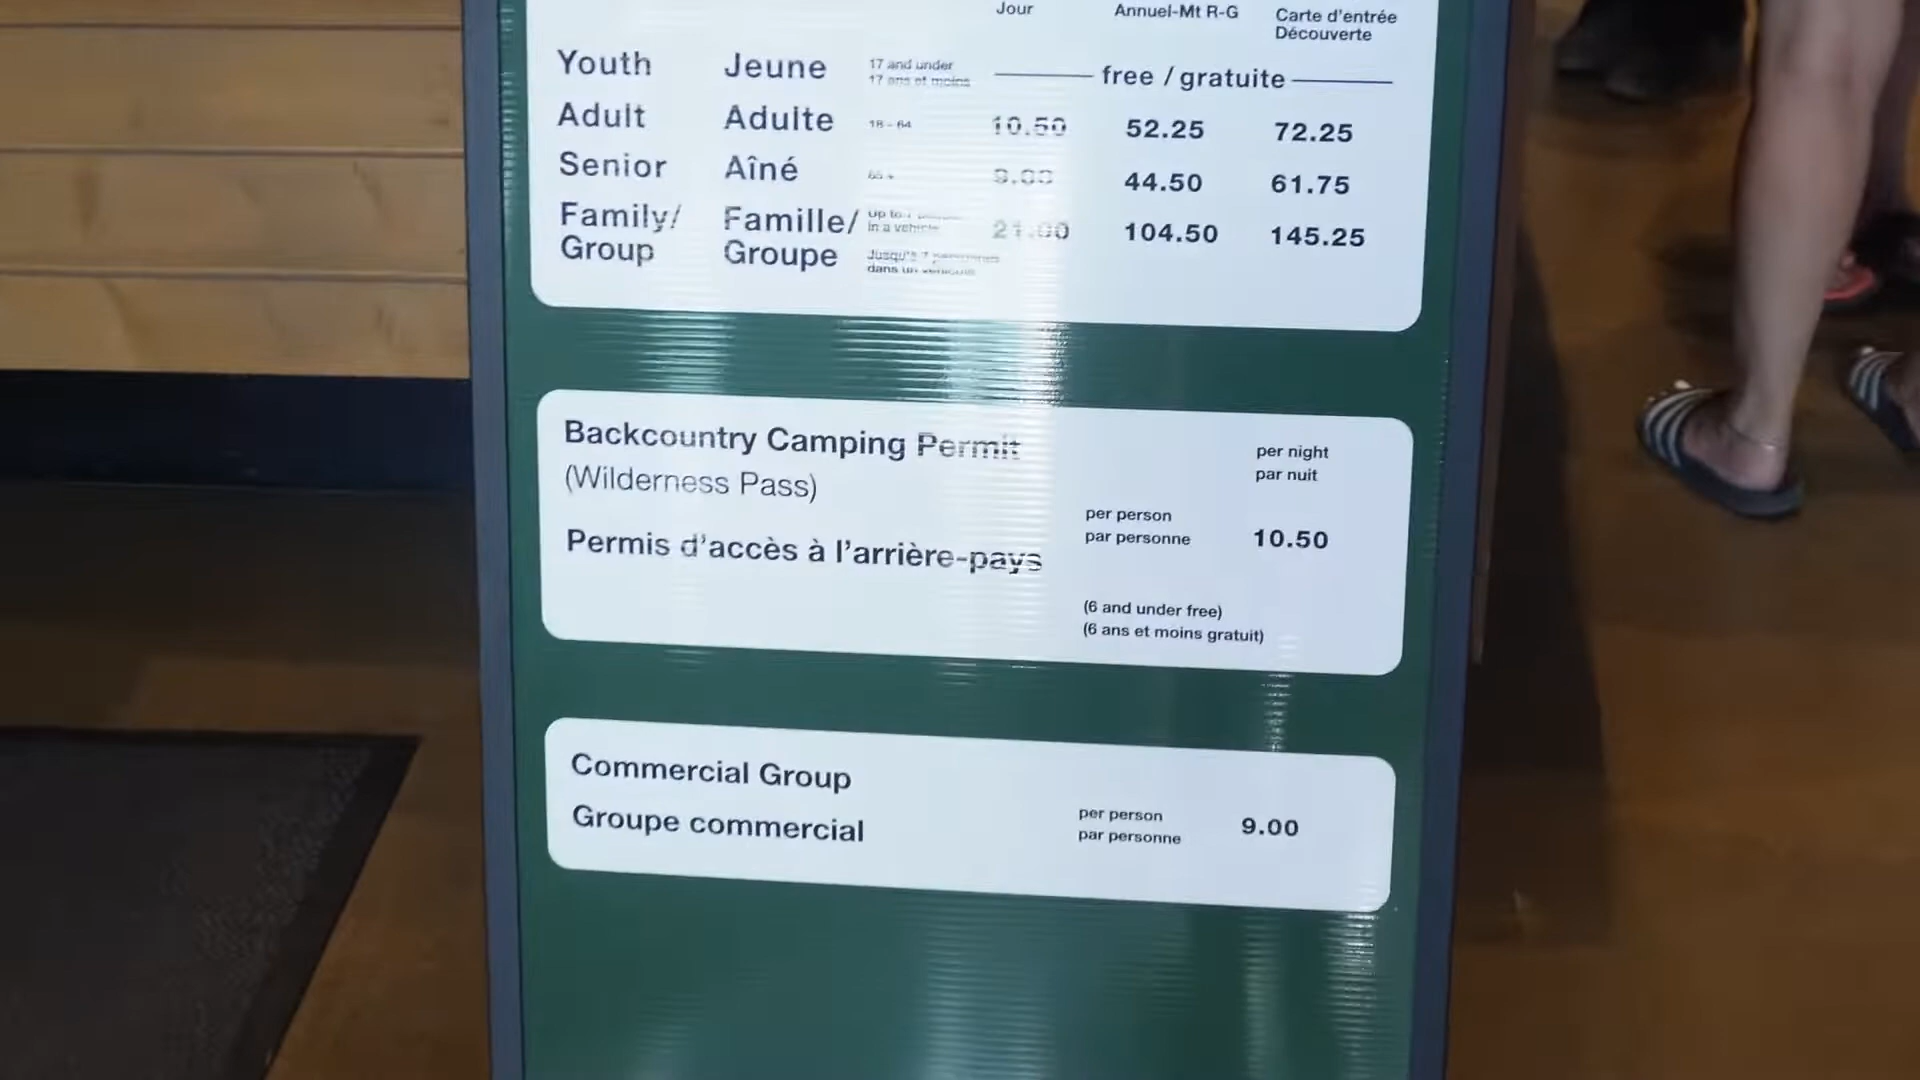 Jour Annuel-Mt R-G Carte d'entrée
Découverte
Youth Jeune 17 and under
17 ans et moins
free / gratuite
Adult Adulte 18 - 64 10.50 52.25 72.25
Senior Aîné 65 + 9.00 44.50 61.75
Family/ Famille/ Up to 7
in a vehicle
21.00 104.50 145.25
Group Groupe Jusqu'à 7 personnes
dans un véhicule
Backcountry Camping Permit
(Wilderness Pass)
per night
par nuit
Permis d'accès à l'arrière-pays
per person
par personne 10.50
(6 and under free)
(6 ans et moins gratuit)
Commercial Group
Groupe commercial
per person
par personne 9.00